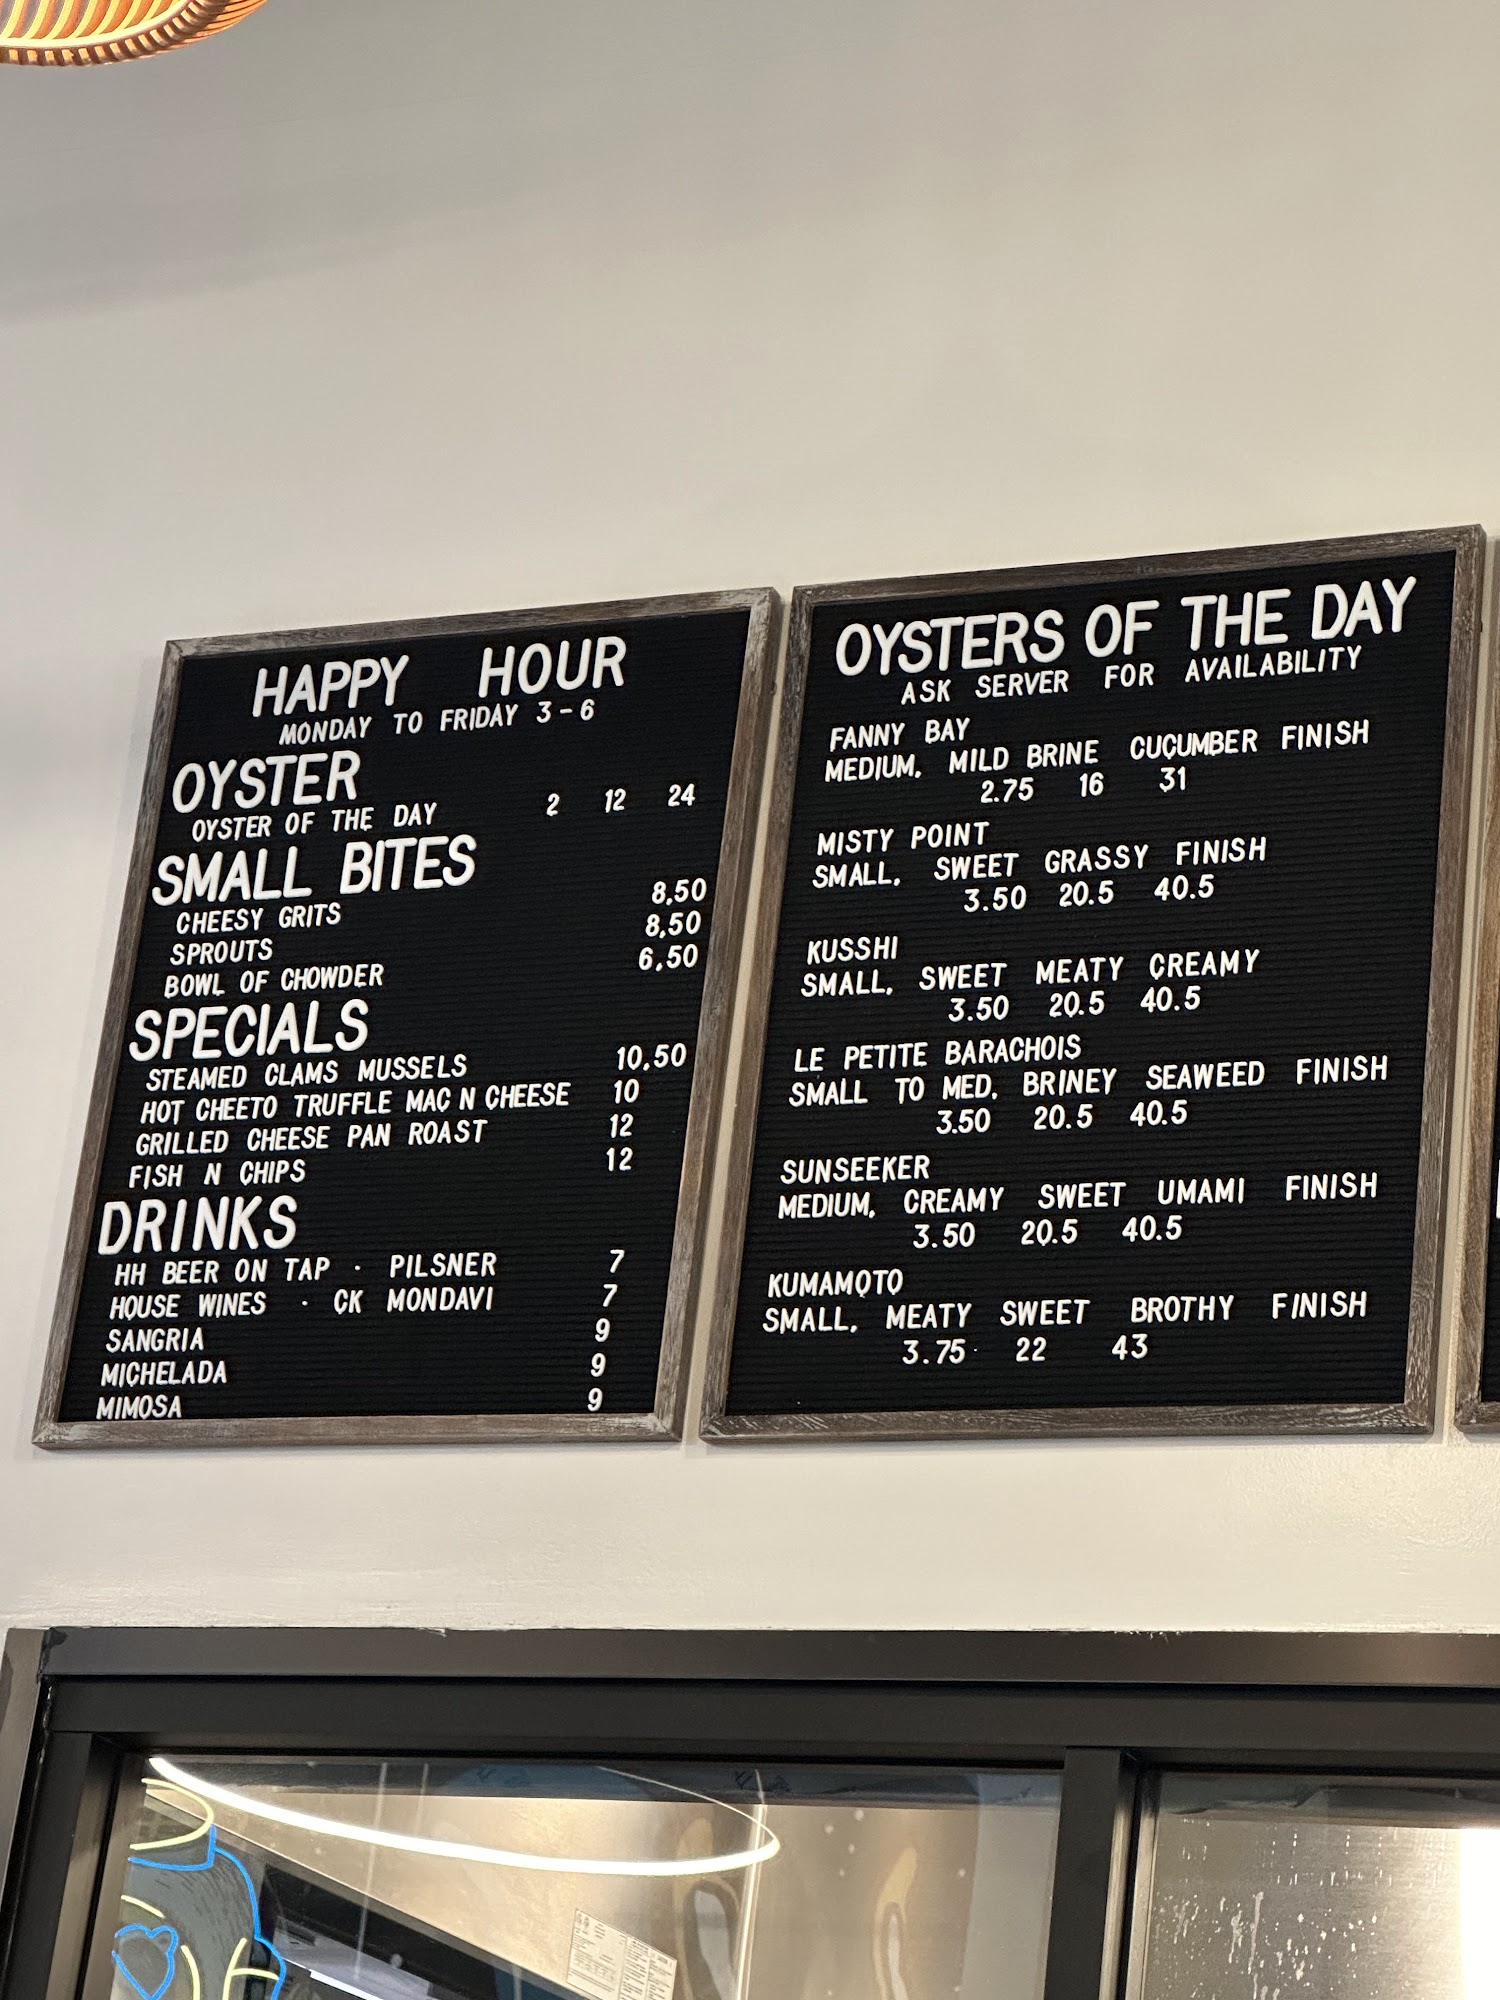 HAPPY HOUR
MONDAY TO FRIDAY 3-6
OYSTER
OYSTER OF THE DAY 2 12 24
SMALL BITES
CHEESY GRITS 8,50
SPROUTS 8,50
BOWL OF CHOWDER 6,50
SPECIALS
STEAMED CLAMS MUSSELS 10,50
HOT CHEETO TRUFFLE MAC N CHEESE 10
GRILLED CHEESE PAN ROAST 12
FISH N CHIPS 12
DRINKS
HH BEER ON TAP · PILSNER 7
HOUSE WINES · CK MONDAVI 7
SANGRIA 9
MICHELADA 9
MIMOSA 9
OYSTERS OF THE DAY
ASK SERVER FOR AVAILABILITY
FANNY BAY
MEDIUM, MILD BRINE CUCUMBER FINISH
2.75 16 31
MISTY POINT
SMALL, SWEET GRASSY FINISH
3.50 20.5 40.5
KUSSHI
SMALL, SWEET MEATY CREAMY
3.50 20.5 40.5
LE PETITE BARACHOIS
SMALL TO MED, BRINEY SEAWEED FINISH
3.50 20.5 40.5
SUNSEEKER
MEDIUM, CREAMY SWEET UMAMI FINISH
3.50 20.5 40.5
KUMAMOTO
SMALL, MEATY SWEET BROTHY FINISH
3.75 22 43